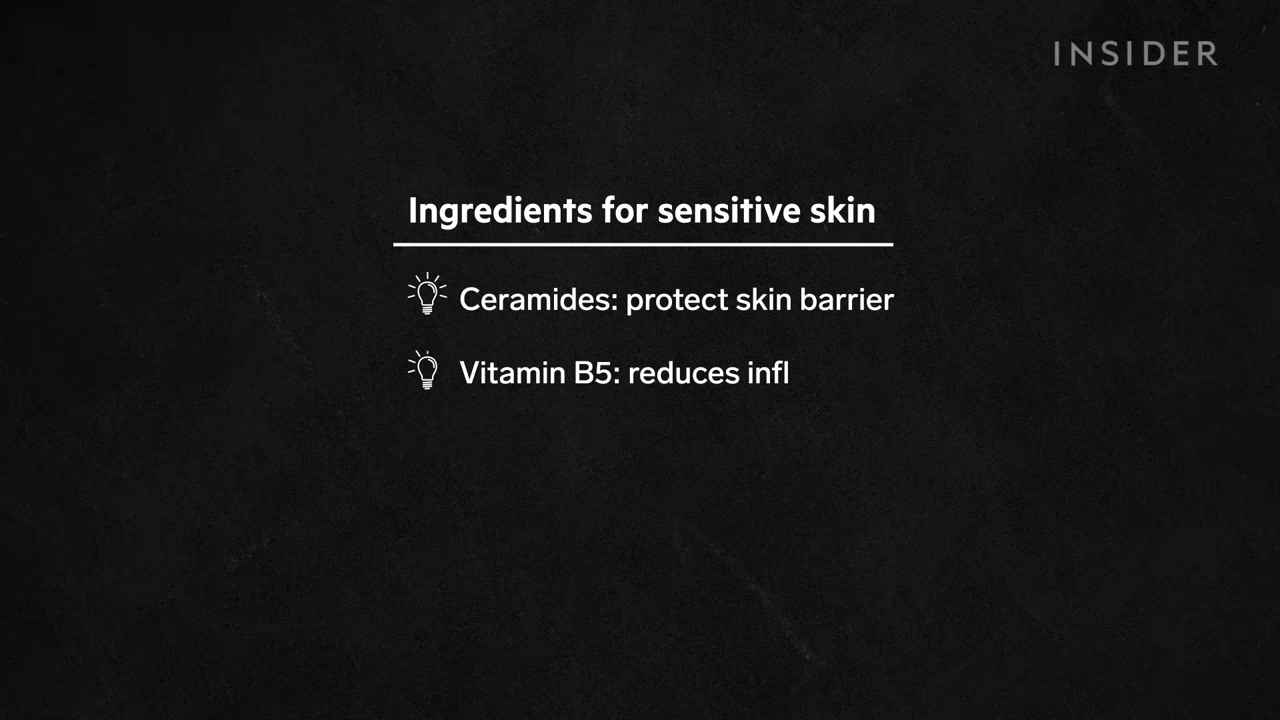 INSIDER
Ingredients for sensitive skin
Ceramides: protect skin barrier
Vitamin B5: reduces infl